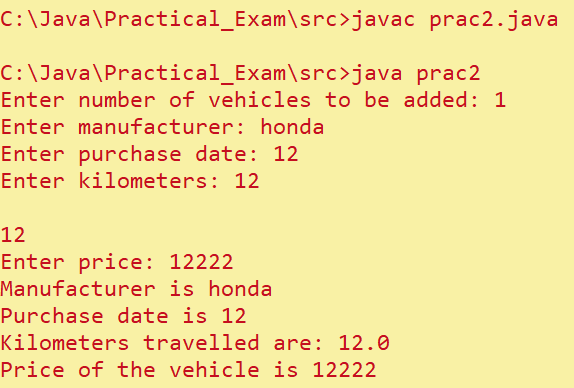 C:\Java\Practical_Exam\src>javac prac2.java
C:\Java\Practical_Exam\src>java prac2
Enter number of vehicles to be added: 1
Enter manufacturer: honda
Enter purchase date: 12
Enter kilometers: 12
12
Enter price: 12222
Manufacturer is honda
Purchase date is 12
Kilometers travelled are: 12.0
Price of the vehicle is 12222